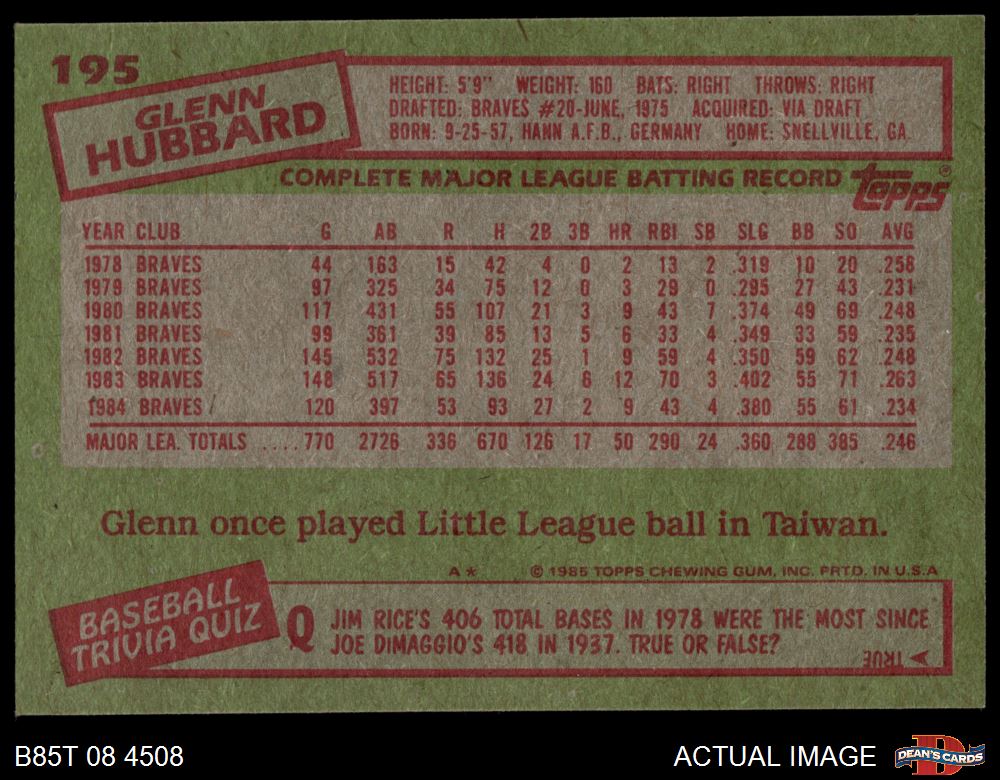 195
GLENN
HUBBARD
HEIGHT: 5'9" WEIGHT: 160 BATS: RIGHT THROWS: RIGHT
DRAFTED: BRAVES #20-JUNE, 1975 ACQUIRED: VIA DRAFT
BORN: 9-25-57, HANN A.F.B., GERMANY HOME: SNELLVILLE, GA
COMPLETE MAJOR LEAGUE BATTING RECORD topps®
YEAR CLUB G AB R H 2B 3B HR RBI SB SLG BB SO AVG
1978 BRAVES 44 163 15 42 4 0 2 13 2 .319 10 20 .258
1979 BRAVES 97 325 34 75 12 0 3 29 0 .295 27 43 .231
1980 BRAVES 117 431 55 107 21 3 9 43 7 .374 49 69 .248
1981 BRAVES 99 361 39 85 13 5 6 33 4 .349 33 59 .235
1982 BRAVES 145 532 75 132 25 1 9 59 4 .350 59 62 .248
1983 BRAVES 148 517 65 136 24 6 12 70 3 .402 55 71 .263
1984 BRAVES 120 397 53 93 27 2 9 43 4 .380 55 61 .234
MAJOR LEA. TOTALS ....770 2726 336 670 126 17 50 290 24 .360 288 385 .246
Glenn once played Little League ball in Taiwan.
A* © 1985 TOPPS CHEWING GUM, INC. PRTD. IN U.S.A
BASEBALL
TRIVIA QUIZ
Q JIM RICE'S 406 TOTAL BASES IN 1978 WERE THE MOST SINCE
JOE DiMAGGIO'S 418 IN 1937. TRUE OR FALSE?
TRUE
B85T 08 4508
ACTUAL IMAGE
D
DEAN'S CARDS